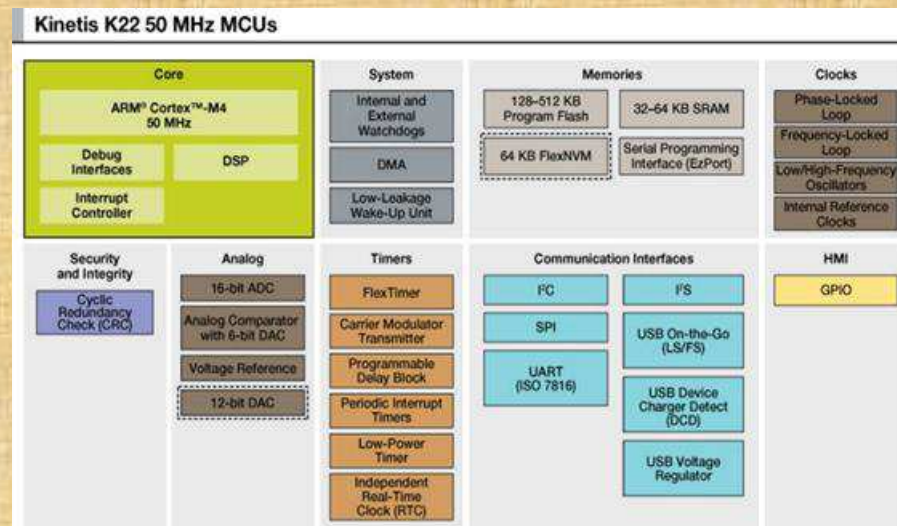 Kinetis K22 50 MHz MCUs
Core
ARM® Cortex™-M4
50 MHz
Debug
Interfaces
DSP
Interrupt
Controller
System
Internal and
External
Watchdogs
DMA
Low-Leakage
Wake-Up Unit
Memories
128–512 KB
Program Flash
32–64 KB SRAM
64 KB FlexNVM
Serial Programming
Interface (EzPort)
Clocks
Phase-Locked
Loop
Frequency-Locked
Loop
Low/High-Frequency
Oscillators
Internal Reference
Clocks
Security
and Integrity
Cyclic
Redundancy
Check (CRC)
Analog
16-bit ADC
Analog Comparator
with 6-bit DAC
Voltage Reference
12-bit DAC
Timers
FlexTimer
Carrier Modulator
Transmitter
Programmable
Delay Block
Periodic Interrupt
Timers
Low-Power
Timer
Independent
Real-Time
Clock (RTC)
Communication Interfaces
I²C
I²S
SPI
USB On-the-Go
(LS/FS)
UART
(ISO 7816)
USB Device
Charger Detect
(DCD)
USB Voltage
Regulator
HMI
GPIO